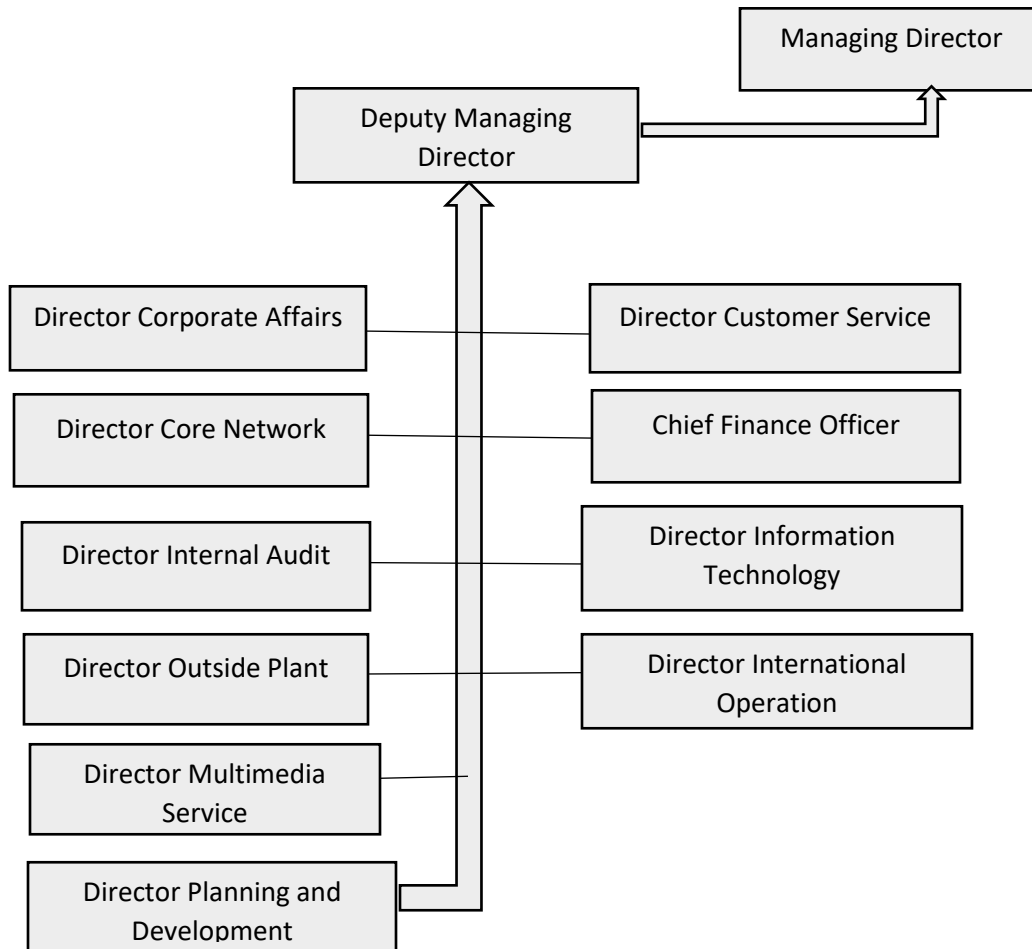 Managing Director
Deputy Managing
Director
Director Corporate Affairs
Director Customer Service
Director Core Network
Chief Finance Officer
Director Internal Audit
Director Information
Technology
Director Outside Plant
Director International
Operation
Director Multimedia
Service
Director Planning and
Development